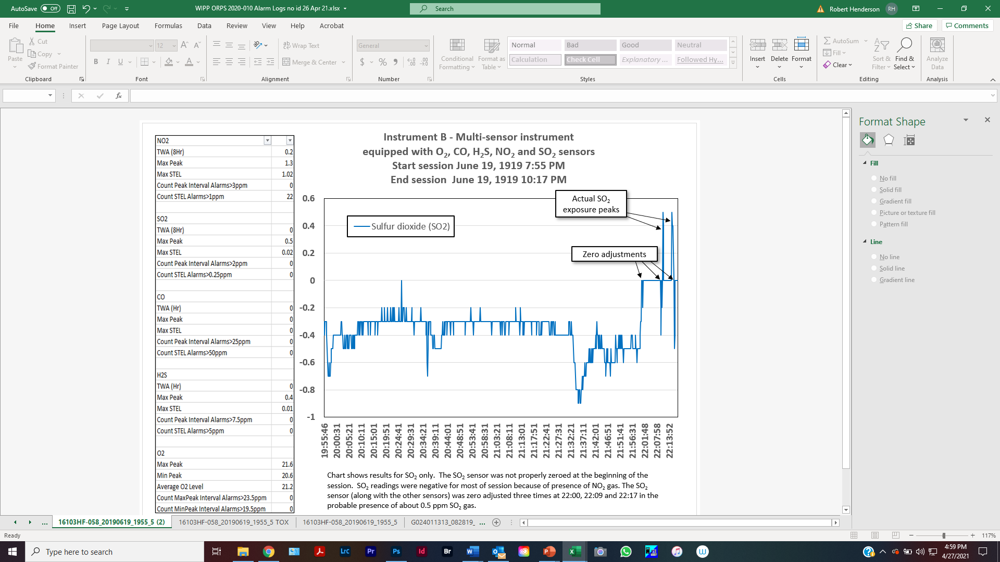 AutoSave Off
WIPP ORPS 2020-010 Alarm Logs no id 26 Apr 21.xlsx
Search
Robert Henderson RH
File Home Insert Page Layout Formulas Data Review View Help Acrobat
Share Comments
Paste
Cut
Copy
Format Painter
Clipboard
12
B I U
Font
Wrap Text
Merge & Center
Alignment
General
$ % 9
Number
Conditional Formatting
Format as Table
Normal Bad Good Neutral
Calculation Check Cell Explanatory ... Followed Hy...
Styles
Insert Delete Format
Cells
AutoSum
Fill
Clear
Sort & Filter
Find & Select
Editing
Analyze Data
Analysis
fx
NO2
TWA (8Hr) 0.2
Max Peak 1.3
Max STEL 1.02
Count Peak Interval Alarms>3ppm 0
Count STEL Alarms>1ppm 22
SO2
TWA (8Hr) 0
Max Peak 0.5
Max STEL 0.02
Count Peak Interval Alarms>2ppm 0
Count STEL Alarms>0.25ppm 0
CO
TWA (Hr) 0
Max Peak 0
Max STEL 0
Count Peak Interval Alarms>25ppm 0
Count STEL Alarms>50ppm 0
H2S
TWA (Hr) 0
Max Peak 0.4
Max STEL 0.01
Count Peak Interval Alarms>7.5ppm 0
Count STEL Alarms>5ppm 0
O2
Max Peak 21.6
Min Peak 20.6
Average O2 Level 21.2
Count MaxPeak Interval Alarms>23.5ppm 0
Count MinPeak Interval Alarms>19.5ppm 0
Instrument B - Multi-sensor instrument
equipped with O₂, CO, H₂S, NO₂ and SO₂ sensors
Start session June 19, 1919 7:55 PM
End session June 19, 1919 10:17 PM
Actual SO₂
exposure peaks
Sulfur dioxide (SO2)
Zero adjustments
0.6
0.4
0.2
0
-0.2
-0.4
-0.6
-0.8
-1
19:55:46
20:00:31
20:05:21
20:10:11
20:15:01
20:19:51
20:24:41
20:29:31
20:34:21
20:39:11
20:44:01
20:48:51
20:53:41
20:58:31
21:03:21
21:08:11
21:13:01
21:17:51
21:22:41
21:27:31
21:32:21
21:37:11
21:42:01
21:46:51
21:51:41
21:56:31
22:01:48
22:07:58
22:13:52
Chart shows results for SO₂ only. The SO₂ sensor was not properly zeroed at the beginning of the
session. SO₂ readings were negative for most of session because of presence of NO₂ gas. The SO₂
sensor (along with the other sensors) was zero adjusted three times at 22:00, 22:09 and 22:17 in the
probable presence of about 0.5 ppm SO₂ gas.
Format Shape
Fill
No fill
Solid fill
Gradient fill
Picture or texture fill
Pattern fill
Line
No line
Solid line
Gradient line
... 16103HF-058_20190619_1955_5 (2) 16103HF-058_20190619_1955_5 TOX 16103HF-058_20190619_1955_5 G024011313_082819_ ...
Ready
117%
Type here to search
Lrc Pr Ps Id Br
4:59 PM
4/27/2021